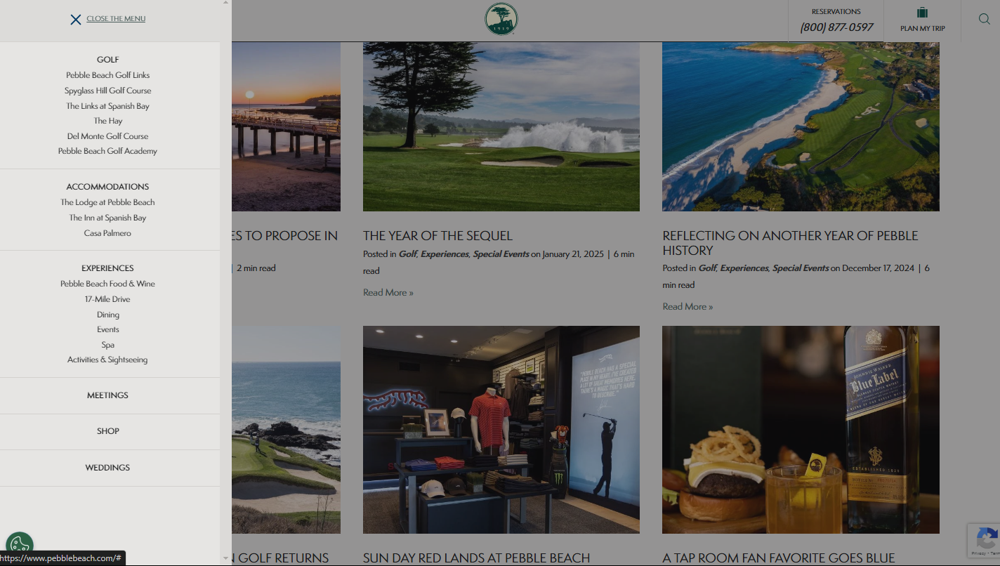 CLOSE THE MENU
GOLF
Pebble Beach Golf Links
Spyglass Hill Golf Course
The Links at Spanish Bay
The Hay
Del Monte Golf Course
Pebble Beach Golf Academy
ACCOMMODATIONS
The Lodge at Pebble Beach
The Inn at Spanish Bay
Casa Palmero
EXPERIENCES
Pebble Beach Food & Wine
17-Mile Drive
Dining
Events
Spa
Activities & Sightseeing
MEETINGS
SHOP
WEDDINGS
https://www.pebblebeach.com/#
1919
RESERVATIONS
(800) 877-0597
PLAN MY TRIP
ES TO PROPOSE IN
| 2 min read
THE YEAR OF THE SEQUEL
Posted in Golf, Experiences, Special Events on January 21, 2025 | 6 min
read
Read More »
REFLECTING ON ANOTHER YEAR OF PEBBLE
HISTORY
Posted in Golf, Experiences, Special Events on December 17, 2024 | 6
min read
Read More »
"PEBBLE BEACH HAS A SPECIAL
PLACE IN MY HEART. I'VE CREATED
A LOT OF GREAT MEMORIES HERE.
THERE'S A MAGIC THAT'S HARD
TO DESCRIBE."
JOHNNIE WALKER
Blue Label
BLENDED SCOTCH WHISKY
ESTABLISHED 1820
N GOLF RETURNS
SUN DAY RED LANDS AT PEBBLE BEACH
A TAP ROOM FAN FAVORITE GOES BLUE
Privacy - Term